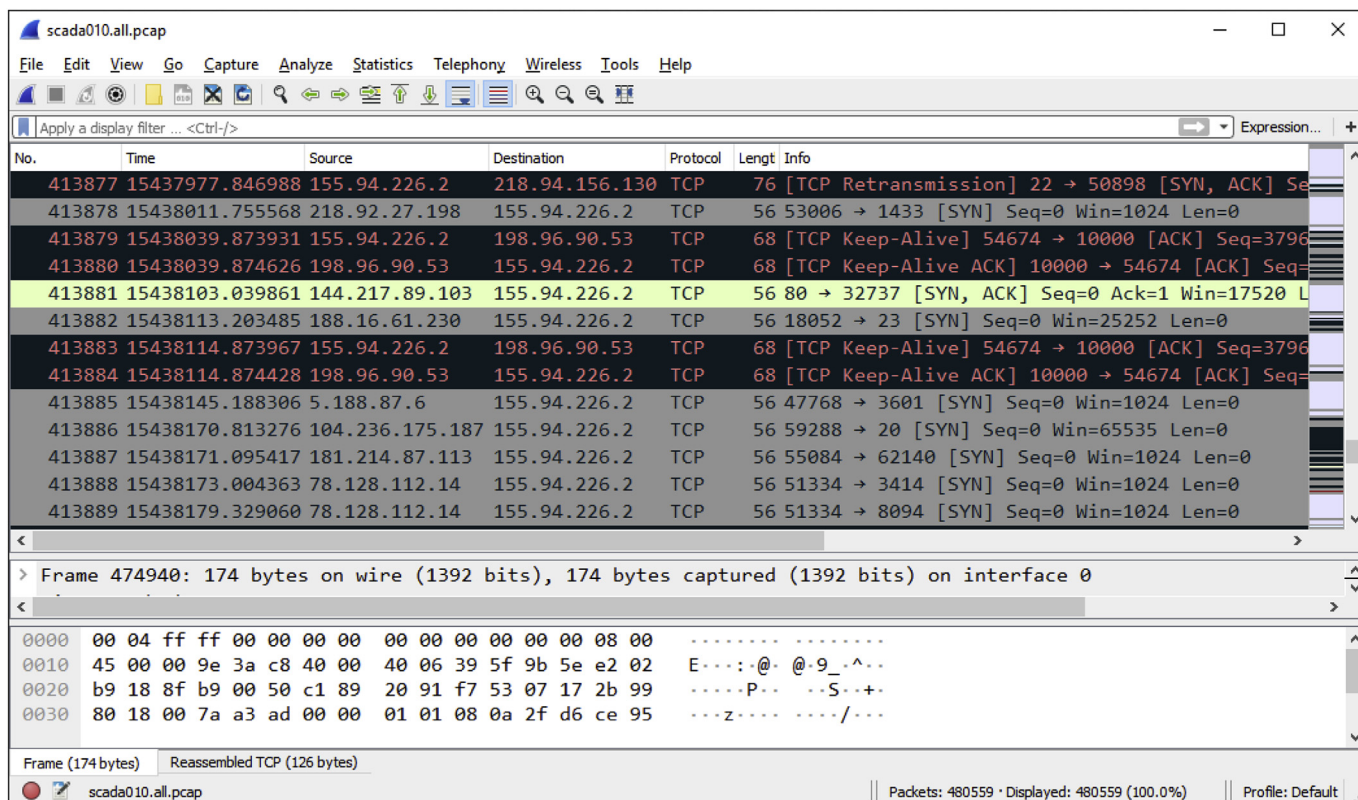 scada010.all.pcap
File Edit View Go Capture Analyze Statistics Telephony Wireless Tools Help
Apply a display filter ... <Ctrl-/> Expression... +
No. Time Source Destination Protocol Lengt Info
413877 15437977.846988 155.94.226.2 218.94.156.130 TCP 76 [TCP Retransmission] 22 → 50898 [SYN, ACK] Se
413878 15438011.755568 218.92.27.198 155.94.226.2 TCP 56 53006 → 1433 [SYN] Seq=0 Win=1024 Len=0
413879 15438039.873931 155.94.226.2 198.96.90.53 TCP 68 [TCP Keep-Alive] 54674 → 10000 [ACK] Seq=3796
413880 15438039.874626 198.96.90.53 155.94.226.2 TCP 68 [TCP Keep-Alive ACK] 10000 → 54674 [ACK] Seq=
413881 15438103.039861 144.217.89.103 155.94.226.2 TCP 56 80 → 32737 [SYN, ACK] Seq=0 Ack=1 Win=17520 L
413882 15438113.203485 188.16.61.230 155.94.226.2 TCP 56 18052 → 23 [SYN] Seq=0 Win=25252 Len=0
413883 15438114.873967 155.94.226.2 198.96.90.53 TCP 68 [TCP Keep-Alive] 54674 → 10000 [ACK] Seq=3796
413884 15438114.874428 198.96.90.53 155.94.226.2 TCP 68 [TCP Keep-Alive ACK] 10000 → 54674 [ACK] Seq=
413885 15438145.188306 5.188.87.6 155.94.226.2 TCP 56 47768 → 3601 [SYN] Seq=0 Win=1024 Len=0
413886 15438170.813276 104.236.175.187 155.94.226.2 TCP 56 59288 → 20 [SYN] Seq=0 Win=65535 Len=0
413887 15438171.095417 181.214.87.113 155.94.226.2 TCP 56 55084 → 62140 [SYN] Seq=0 Win=1024 Len=0
413888 15438173.004363 78.128.112.14 155.94.226.2 TCP 56 51334 → 3414 [SYN] Seq=0 Win=1024 Len=0
413889 15438179.329060 78.128.112.14 155.94.226.2 TCP 56 51334 → 8094 [SYN] Seq=0 Win=1024 Len=0
> Frame 474940: 174 bytes on wire (1392 bits), 174 bytes captured (1392 bits) on interface 0
0000 00 04 ff ff 00 00 00 00 00 00 00 00 00 00 08 00 ········ ········
0010 45 00 00 9e 3a c8 40 00 40 06 39 5f 9b 5e e2 02 E···:·@· @·9_·^··
0020 b9 18 8f b9 00 50 c1 89 20 91 f7 53 07 17 2b 99 ·····P·· ··S··+·
0030 80 18 00 7a a3 ad 00 00 01 01 08 0a 2f d6 ce 95 ···z···· ····/···
Frame (174 bytes) Reassembled TCP (126 bytes)
scada010.all.pcap Packets: 480559 · Displayed: 480559 (100.0%) Profile: Default